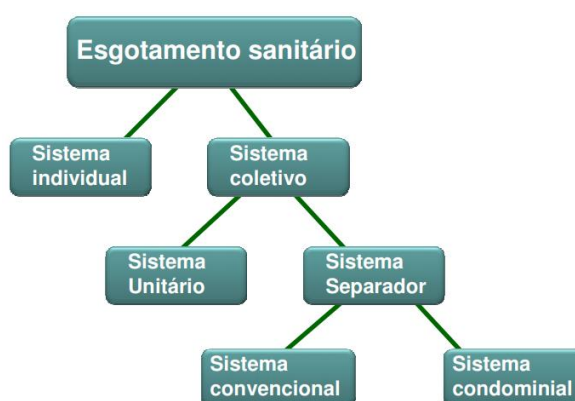 Esgotamento sanitário
Sistema
individual
Sistema
coletivo
Sistema
Unitário
Sistema
Separador
Sistema
convencional
Sistema
condominial